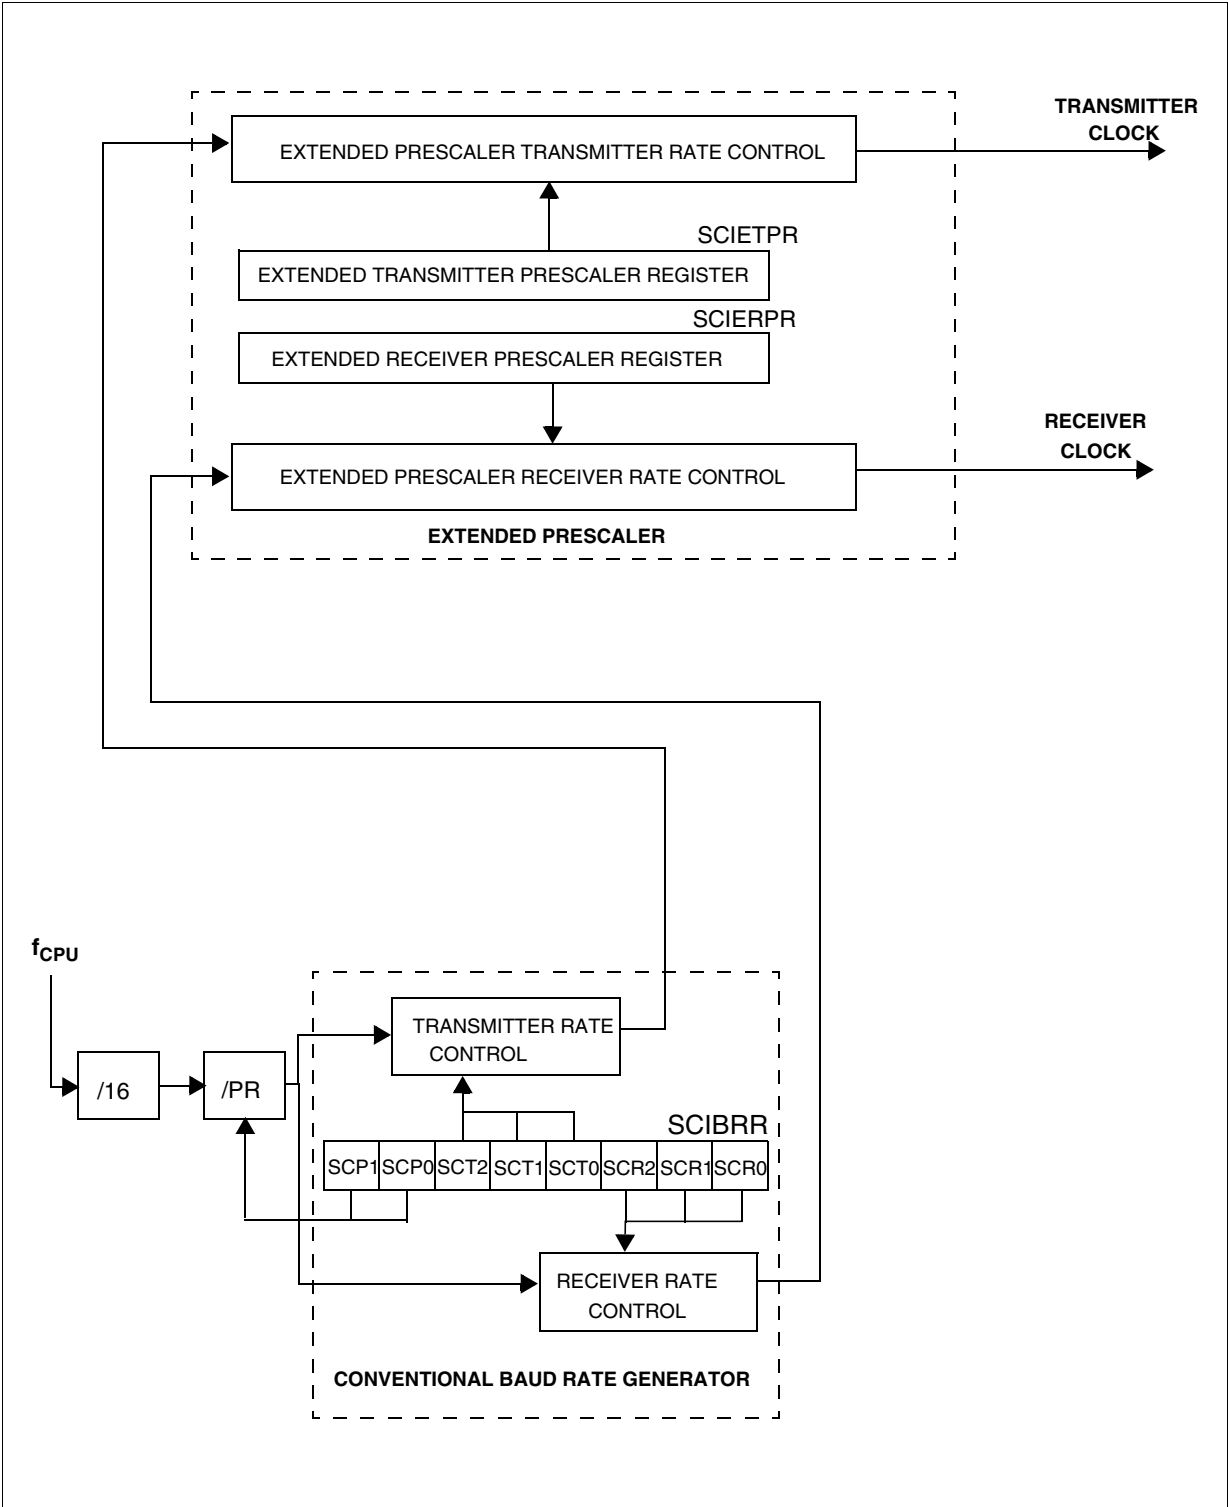 TRANSMITTER
CLOCK
EXTENDED PRESCALER TRANSMITTER RATE CONTROL
SCIETPR
EXTENDED TRANSMITTER PRESCALER REGISTER
SCIERPR
EXTENDED RECEIVER PRESCALER REGISTER
RECEIVER
CLOCK
EXTENDED PRESCALER RECEIVER RATE CONTROL
EXTENDED PRESCALER
fCPU
TRANSMITTER RATE
CONTROL
/16
/PR
SCIBRR
SCP1 SCP0 SCT2 SCT1 SCT0 SCR2 SCR1 SCR0
RECEIVER RATE
CONTROL
CONVENTIONAL BAUD RATE GENERATOR